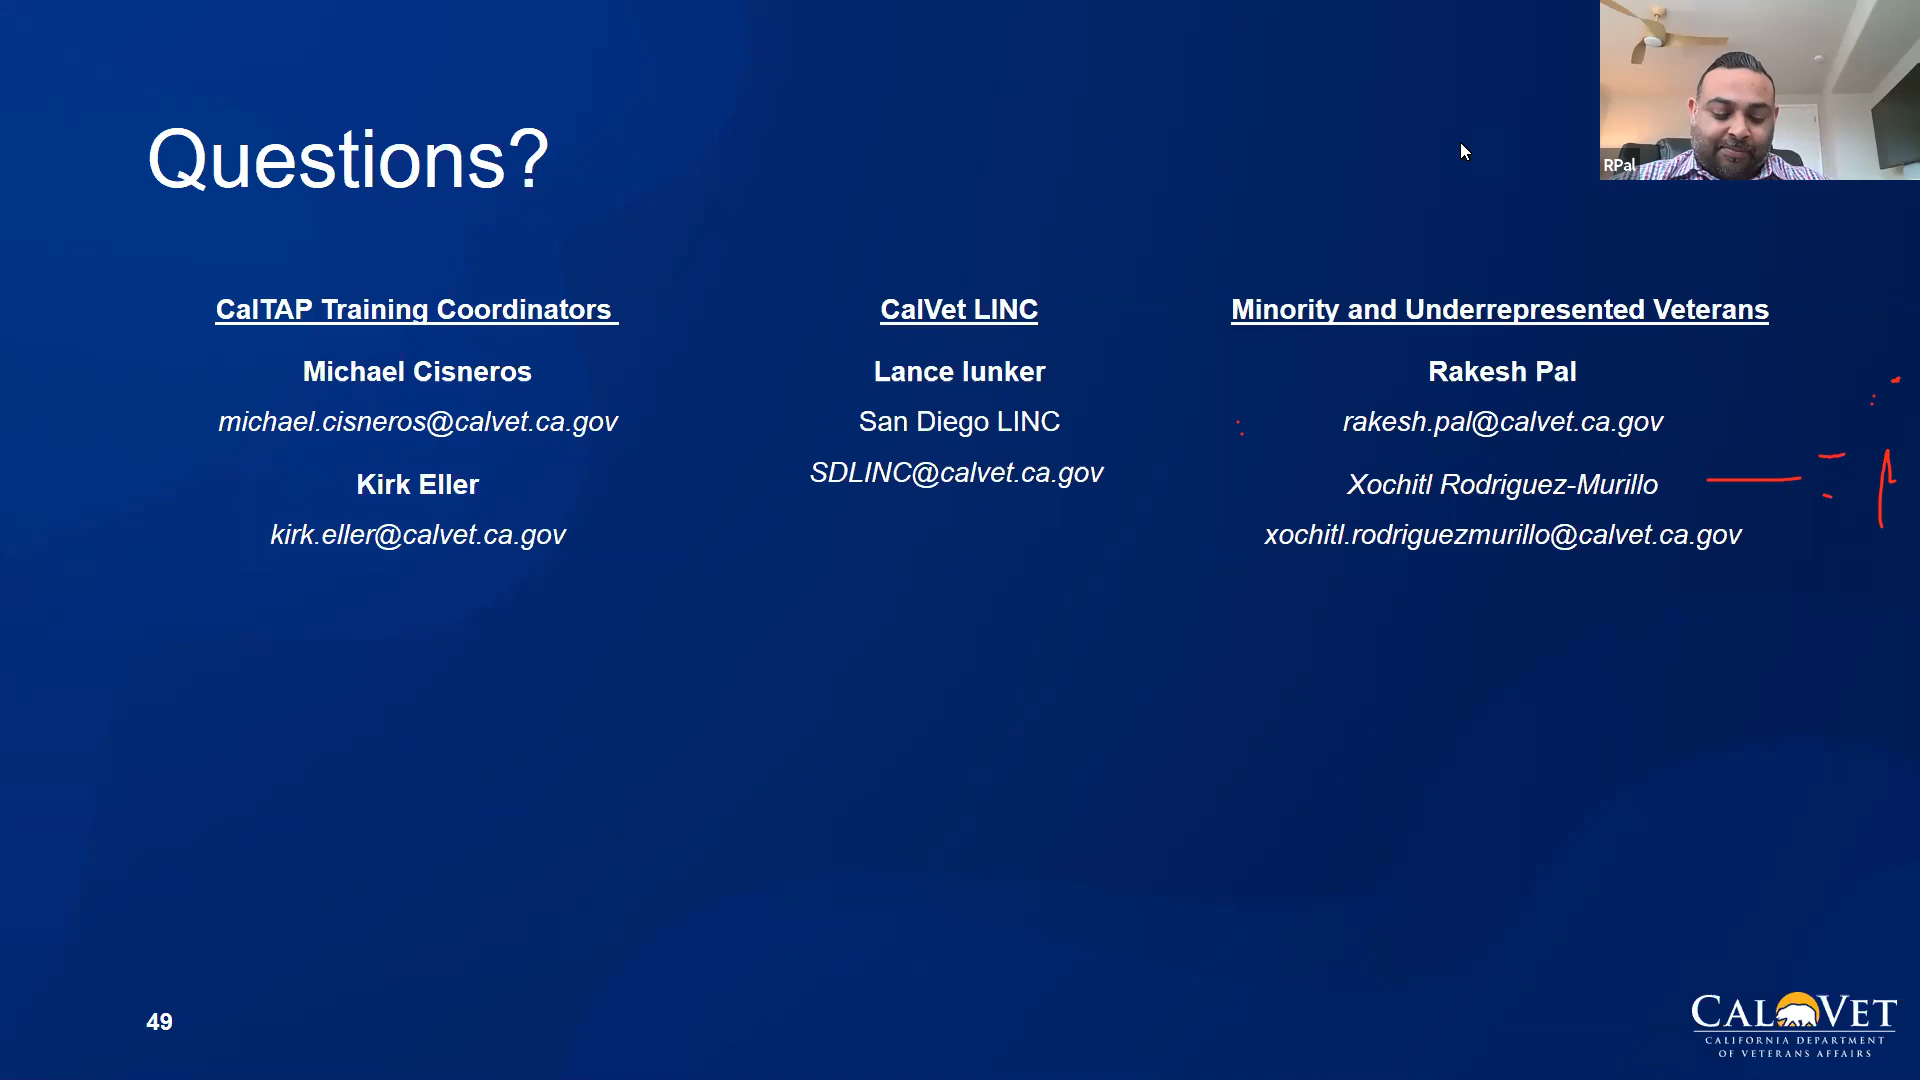 RPal
Questions?
CalTAP Training Coordinators
Michael Cisneros
michael.cisneros@calvet.ca.gov
Kirk Eller
kirk.eller@calvet.ca.gov
CalVet LINC
Lance Iunker
San Diego LINC
SDLINC@calvet.ca.gov
Minority and Underrepresented Veterans
Rakesh Pal
rakesh.pal@calvet.ca.gov
Xochitl Rodriguez-Murillo
xochitl.rodriguezmurillo@calvet.ca.gov
49
CALVET
CALIFORNIA DEPARTMENT
OF VETERANS AFFAIRS